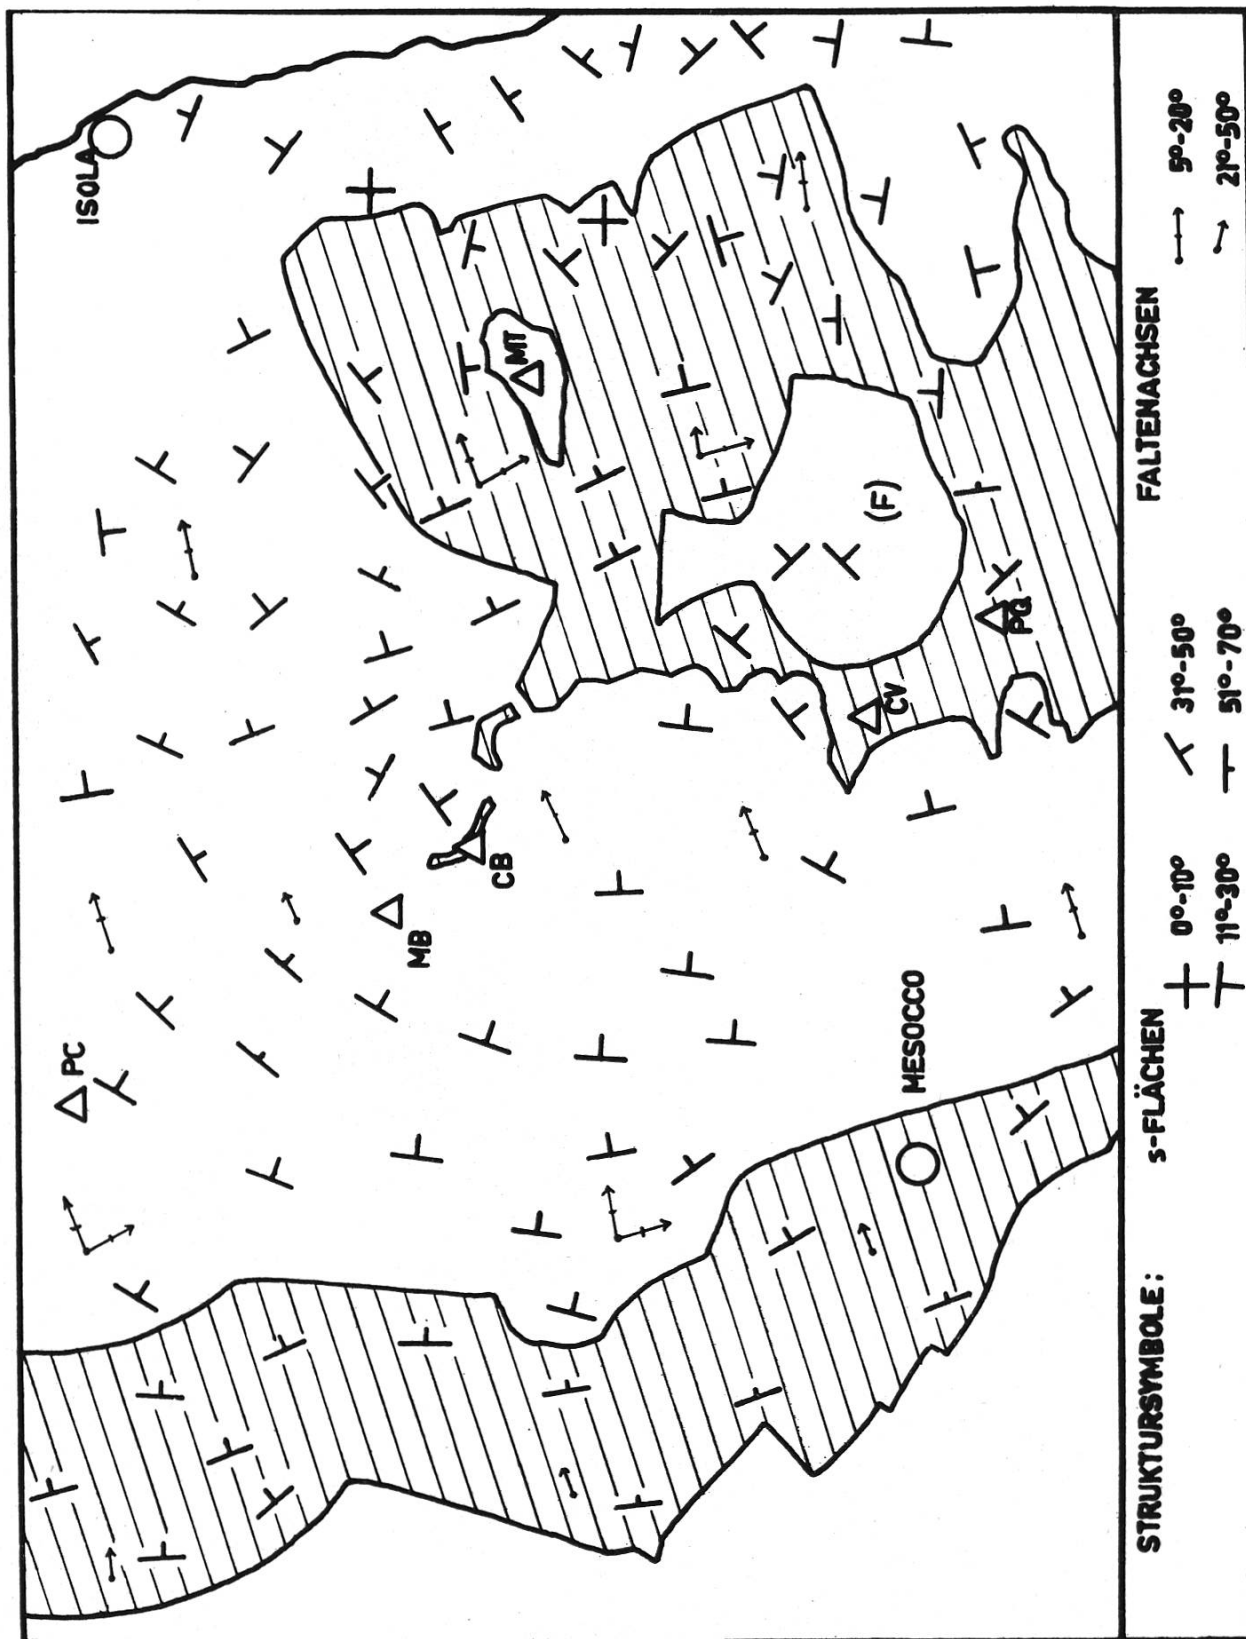 PC
ISOLA
MB
CB
MT
(F)
CV
MESOCCO
PQ
STRUKTURSYMBOLE: s-FLÄCHEN FALTENACHSEN
0°-10° 31°-50° 5°-20°
11°-30° 51°-70° 21°-50°